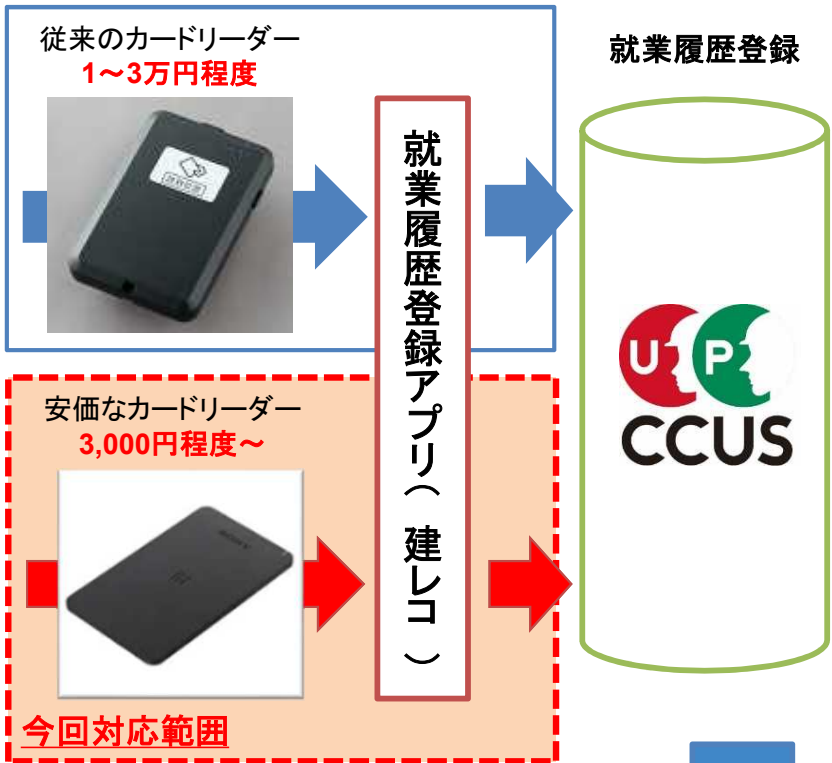 従来のカードリーダー
1～3万円程度
就業履歴登録アプリ（建レコ）
就業履歴登録
UP
CCUS
安価なカードリーダー
3,000円程度～
SONY
今回対応範囲